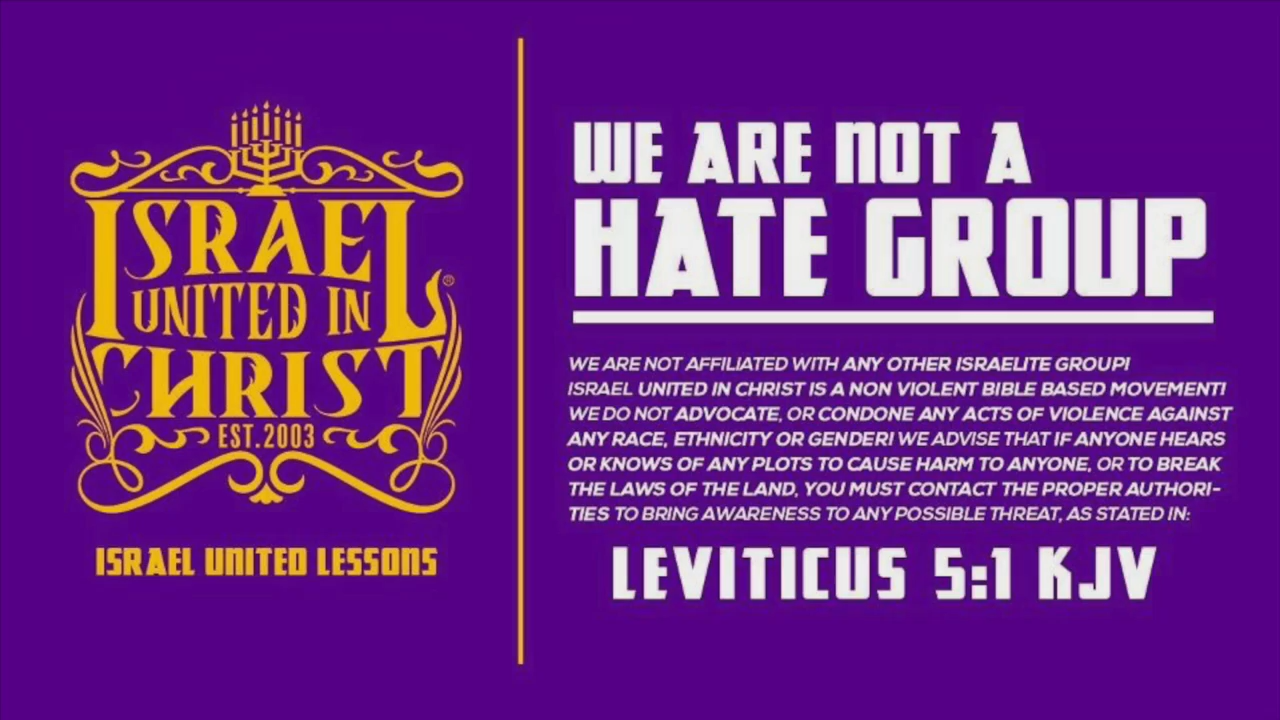 ISRAEL
UNITED IN
CHRIST
EST.2003
®
ISRAEL UNITED LESSONS
WE ARE NOT A
HATE GROUP
WE ARE NOT AFFILIATED WITH ANY OTHER ISRAELITE GROUP!
ISRAEL UNITED IN CHRIST IS A NON VIOLENT BIBLE BASED MOVEMENT!
WE DO NOT ADVOCATE, OR CONDONE ANY ACTS OF VIOLENCE AGAINST
ANY RACE, ETHNICITY OR GENDER! WE ADVISE THAT IF ANYONE HEARS
OR KNOWS OF ANY PLOTS TO CAUSE HARM TO ANYONE, OR TO BREAK
THE LAWS OF THE LAND, YOU MUST CONTACT THE PROPER AUTHORI-
TIES TO BRING AWARENESS TO ANY POSSIBLE THREAT, AS STATED IN:
LEVITICUS 5:1 KJV